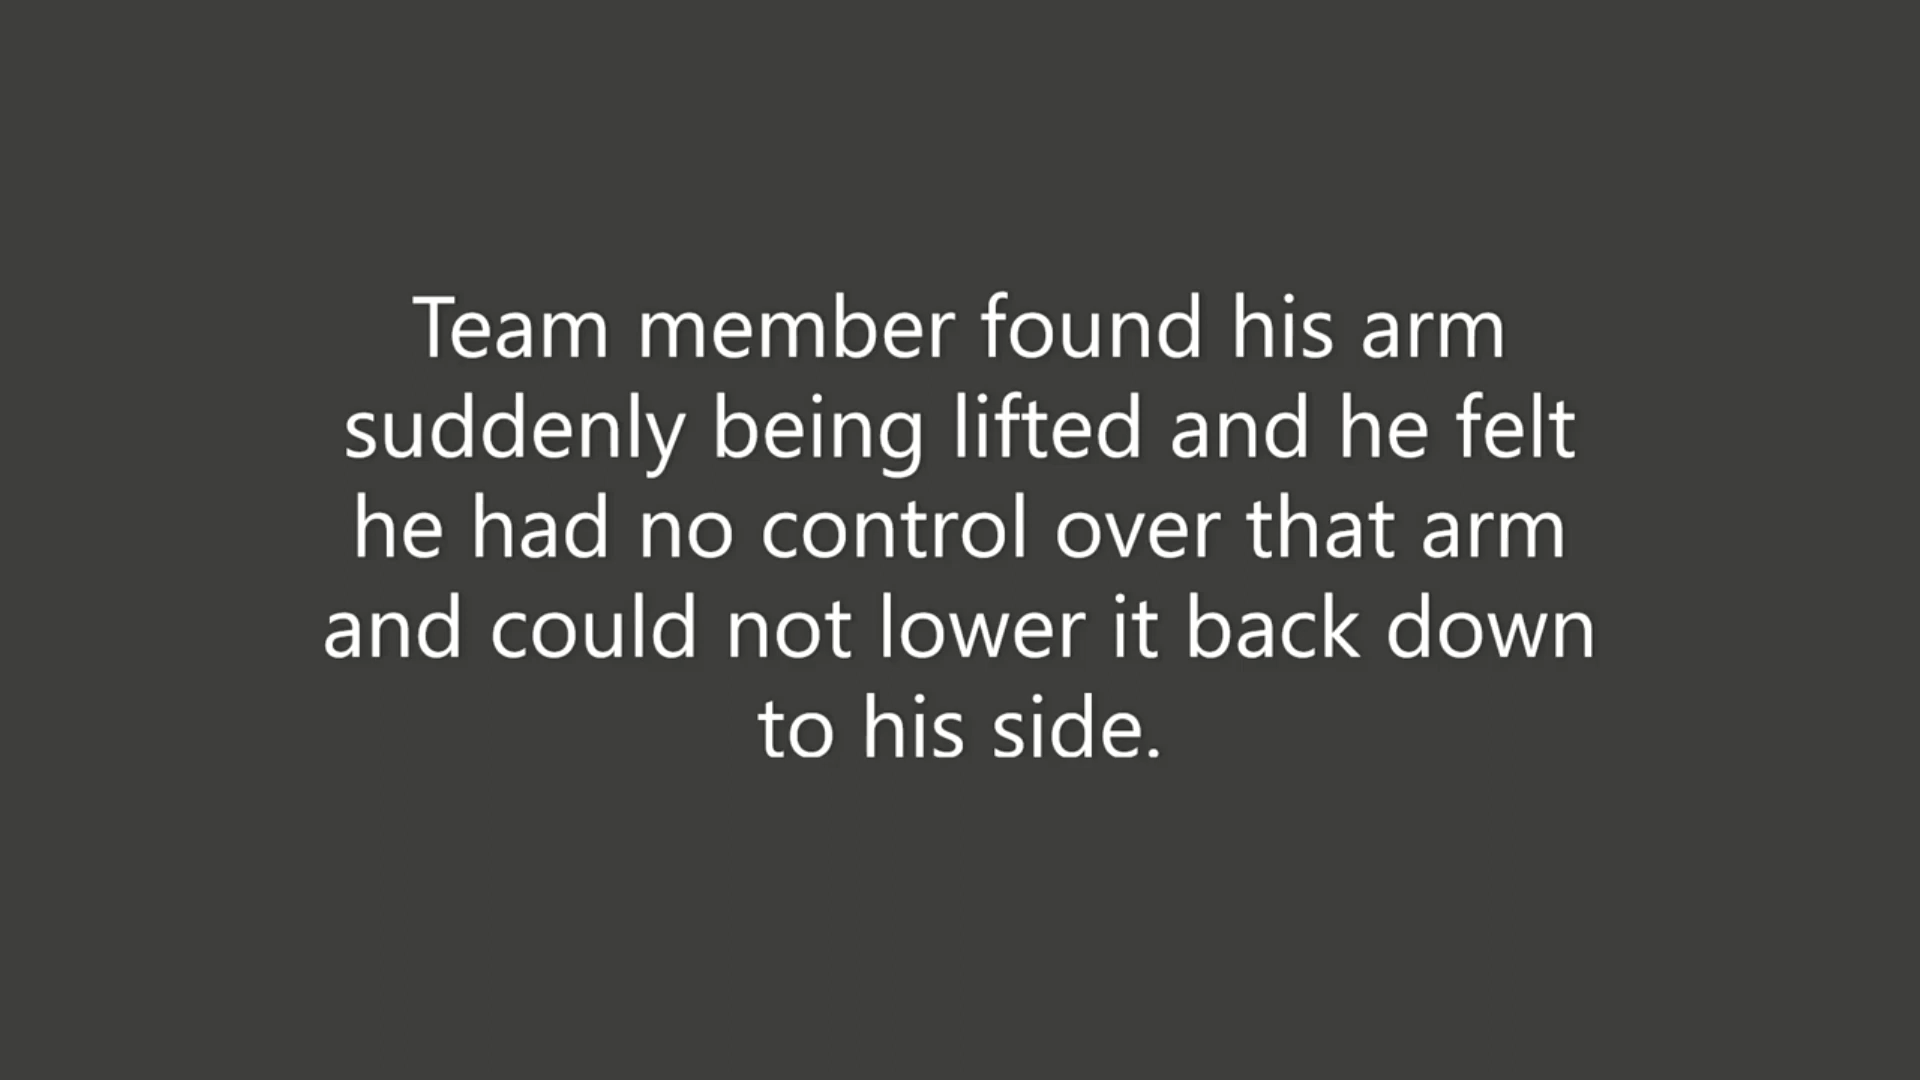 Team member found his arm
suddenly being lifted and he felt
he had no control over that arm
and could not lower it back down
to his side.